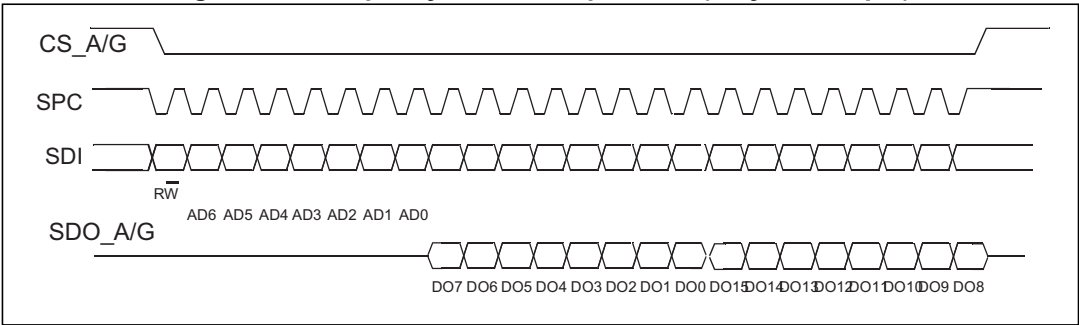 CS_A/G
SPC
SDI
RW
AD6 AD5 AD4 AD3 AD2 AD1 AD0
SDO_A/G
DO7 DO6 DO5 DO4 DO3 DO2 DO1 DO0 DO15 DO14 DO13 DO12 DO11 DO10 DO9 DO8